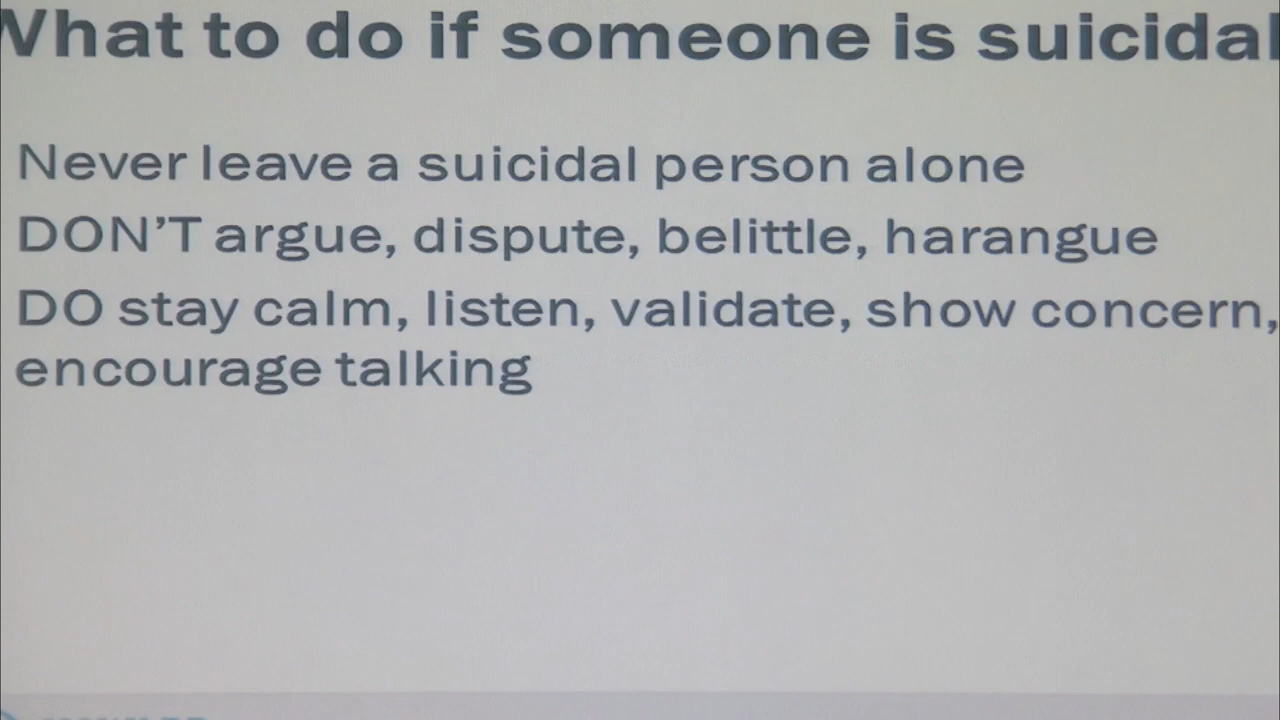 What to do if someone is suicidal
Never leave a suicidal person alone
DON'T argue, dispute, belittle, harangue
DO stay calm, listen, validate, show concern,
encourage talking